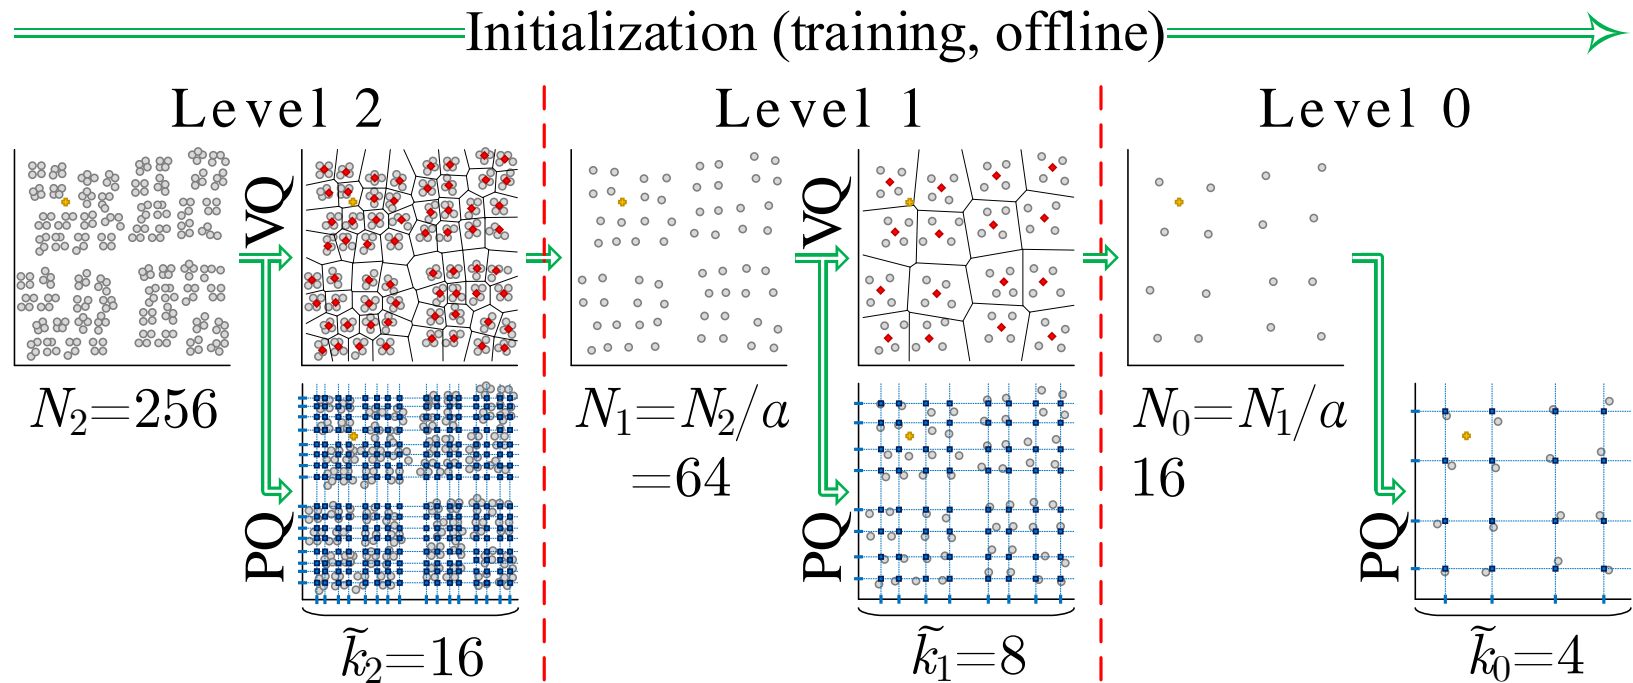 Initialization (training, offline)
Level 2
Level 1
Level 0
VQ
VQ
N₂=256
N₁=N₂/a
=64
N₀=N₁/a
16
PQ
PQ
PQ
k̃₂=16
k̃₁=8
k̃₀=4